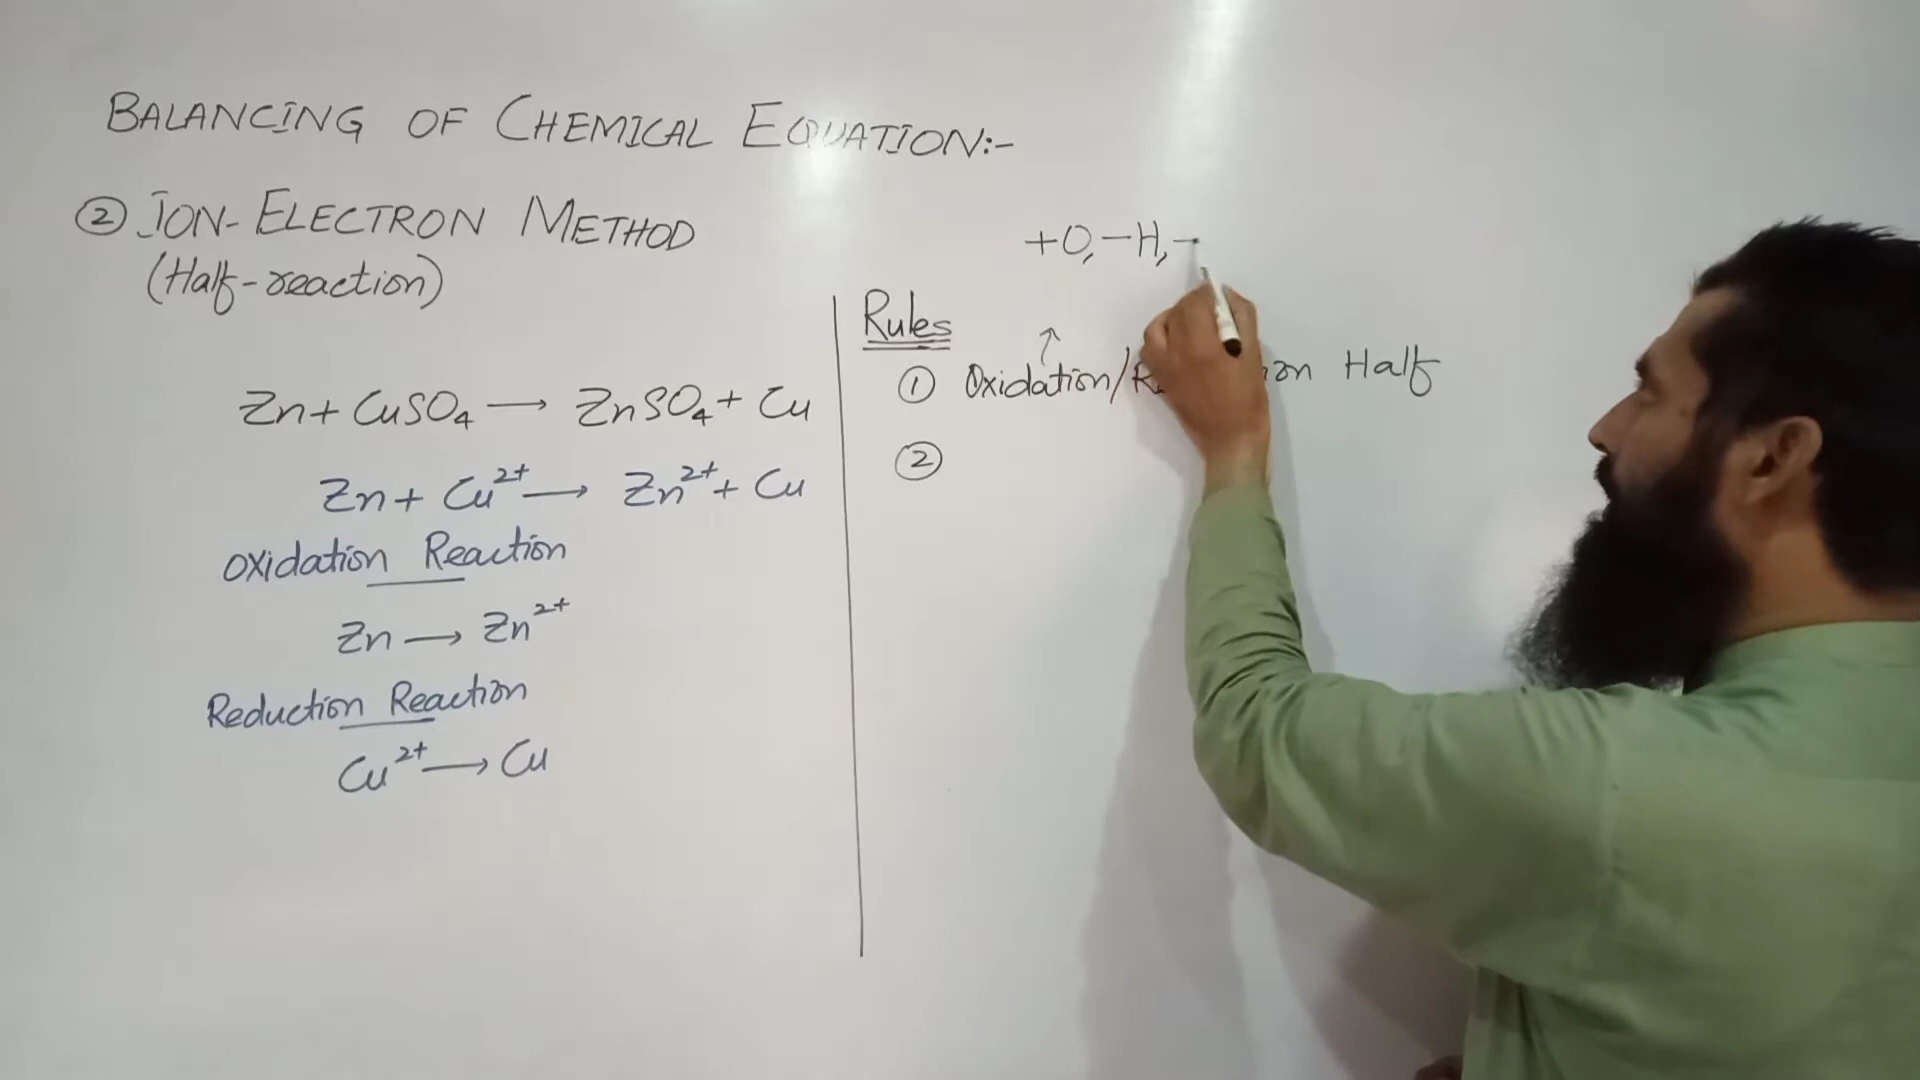 BALANCING OF CHEMICAL EQUATION:-
② ION-ELECTRON METHOD
(Half-reaction)
Zn + CuSO₄ ⟶ ZnSO₄ + Cu
Zn + Cu²⁺ ⟶ Zn²⁺ + Cu
Oxidation Reaction
Zn ⟶ Zn²⁺
Reduction Reaction
Cu²⁺ ⟶ Cu
+O, -H, -
Rules
↑
① Oxidation/ Half
②